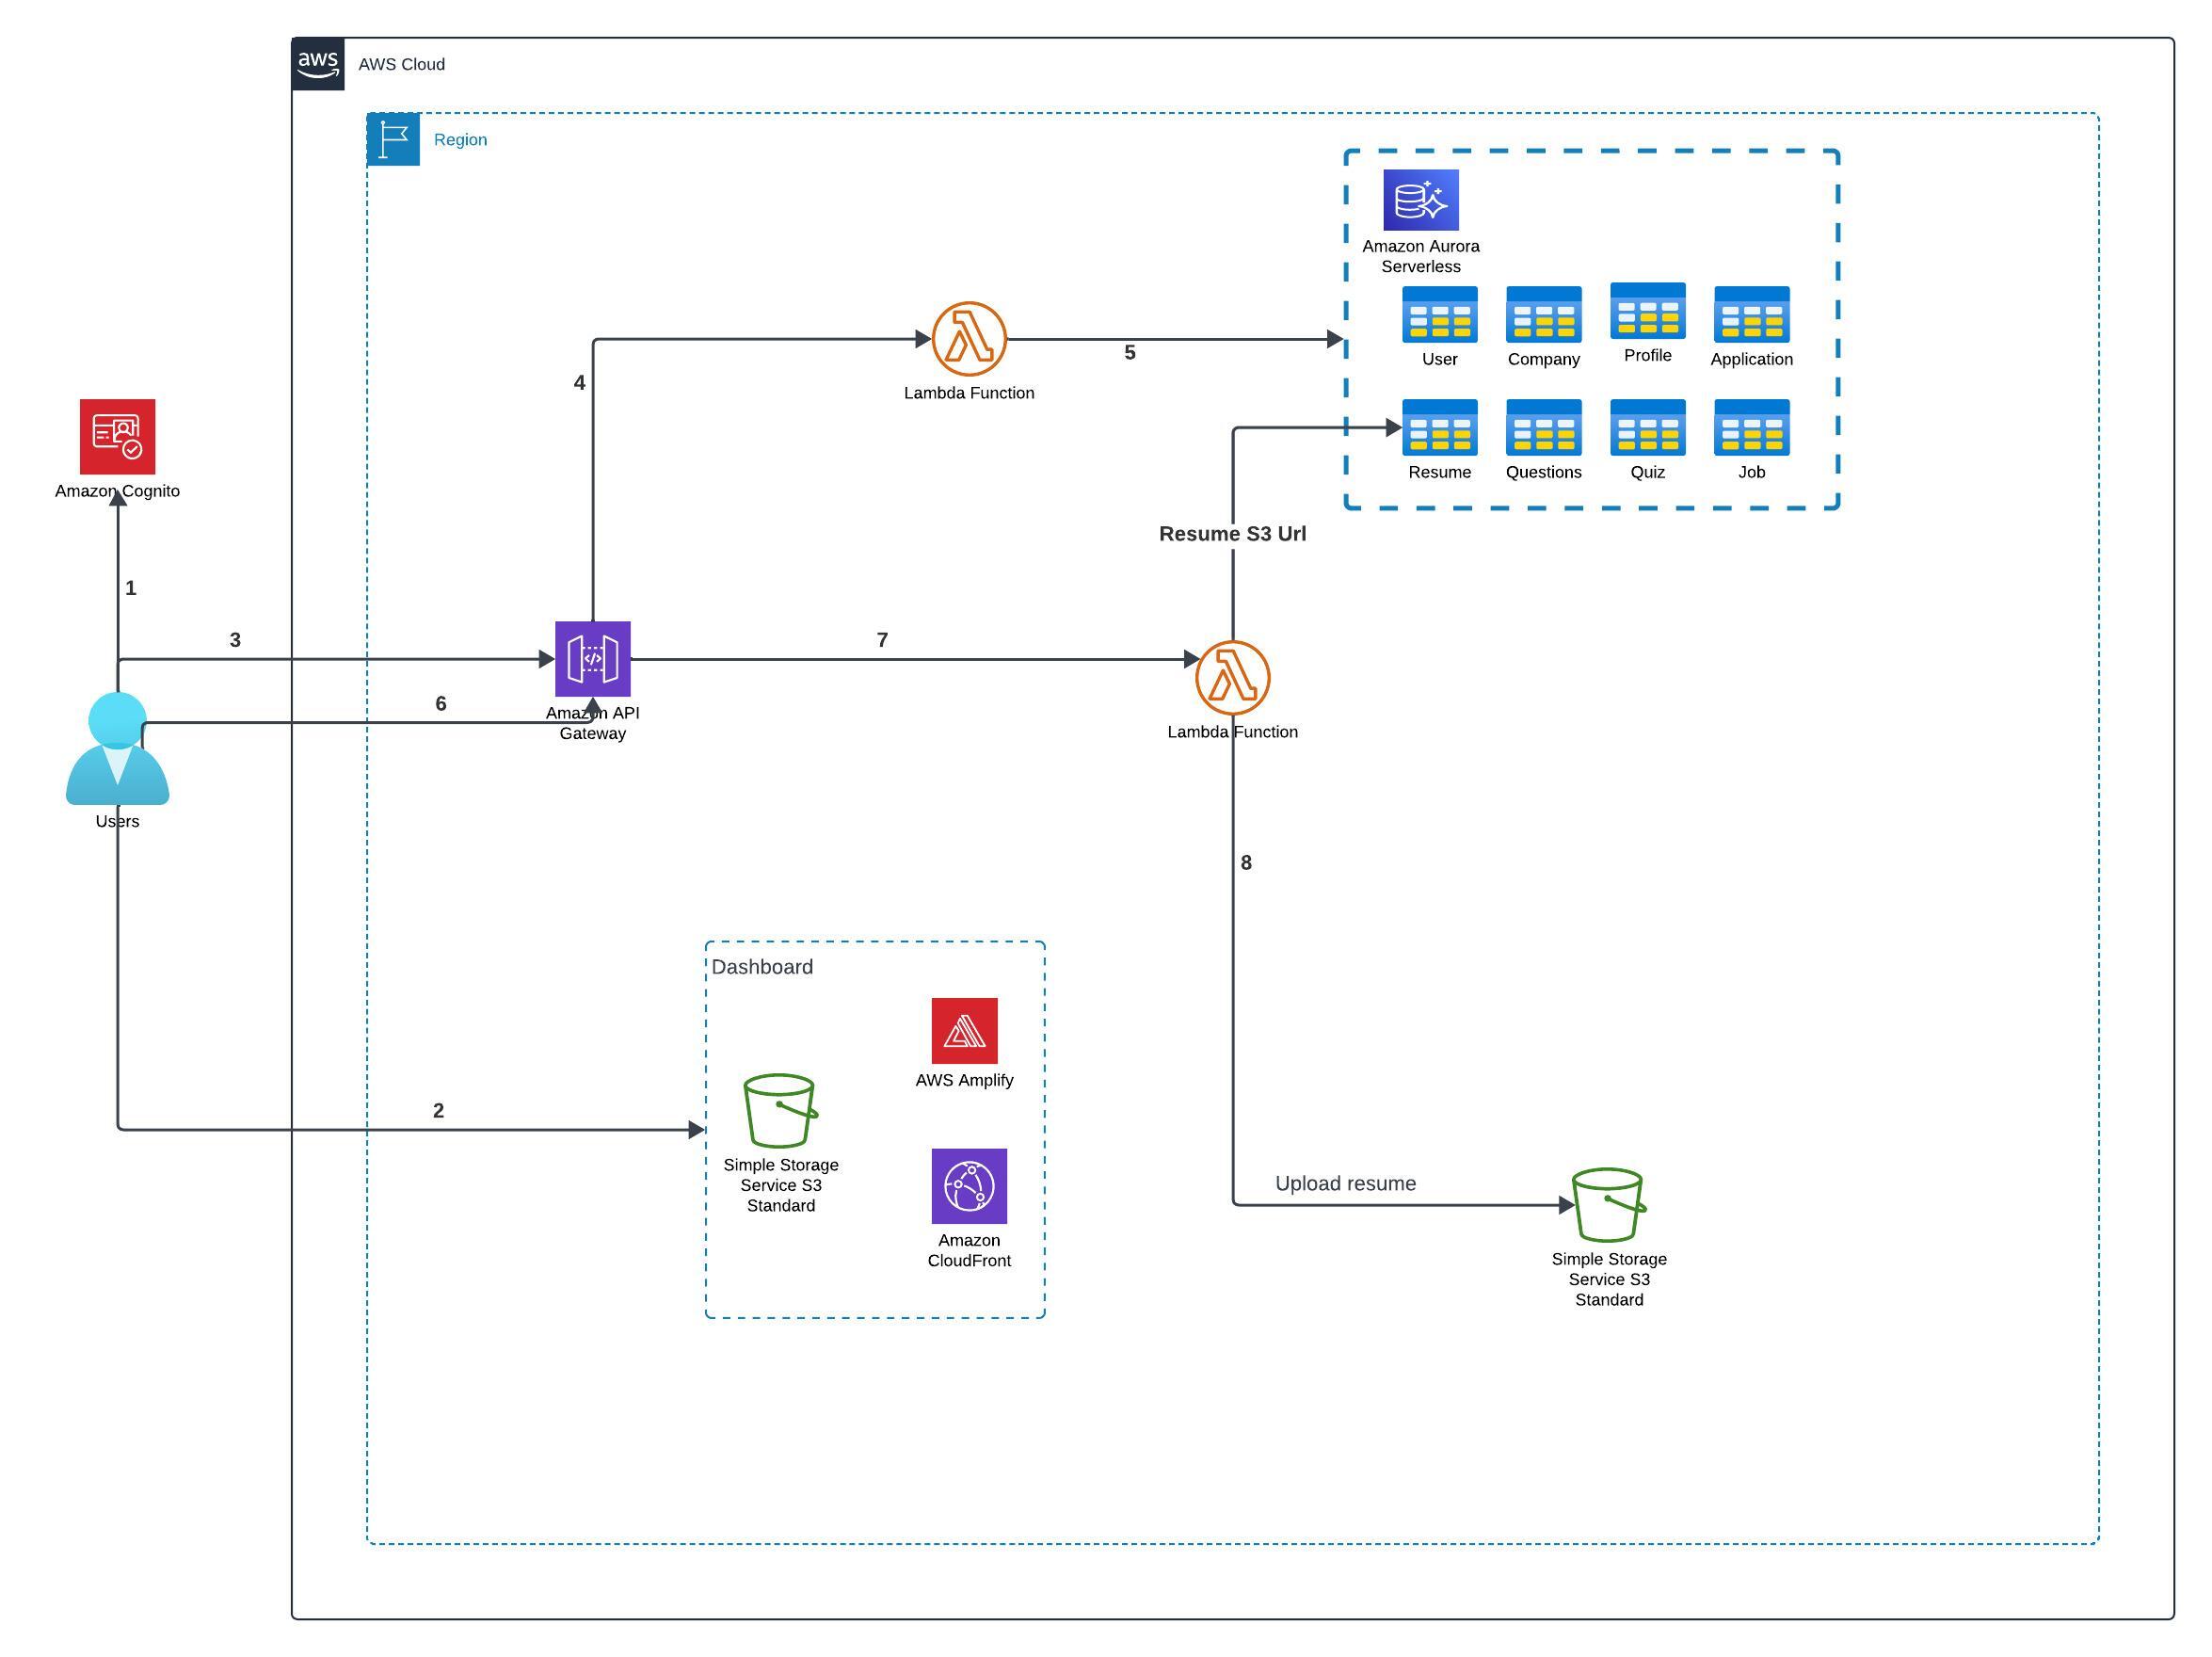 aws
AWS Cloud
Region
Amazon Aurora
Serverless
User
Company
Profile
Application
4
Lambda Function
5
Resume
Questions
Quiz
Job
Amazon Cognito
Resume S3 Url
1
3
7
6
Amazon API
Gateway
Lambda Function
Users
8
Dashboard
AWS Amplify
2
Simple Storage
Service S3
Standard
Amazon
CloudFront
Upload resume
Simple Storage
Service S3
Standard